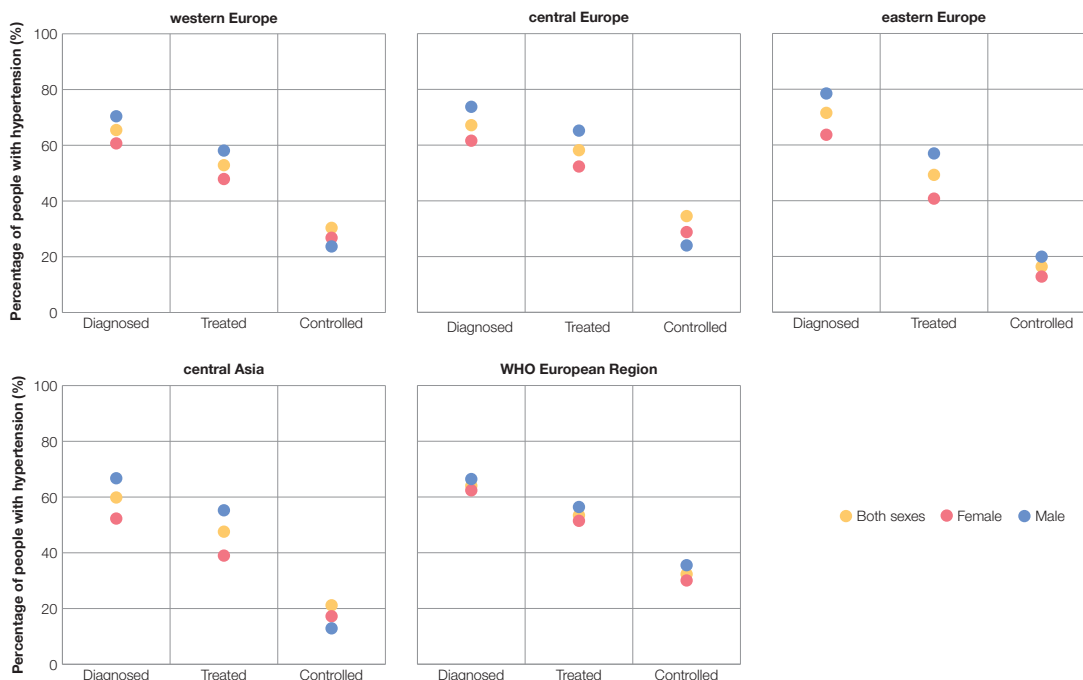 western Europe
central Europe
eastern Europe
Percentage of people with hypertension (%)
100
80
60
40
20
0
Diagnosed Treated Controlled
Diagnosed Treated Controlled
Diagnosed Treated Controlled
central Asia
WHO European Region
Percentage of people with hypertension (%)
100
80
60
40
20
0
Diagnosed Treated Controlled
Diagnosed Treated Controlled
Both sexes Female Male